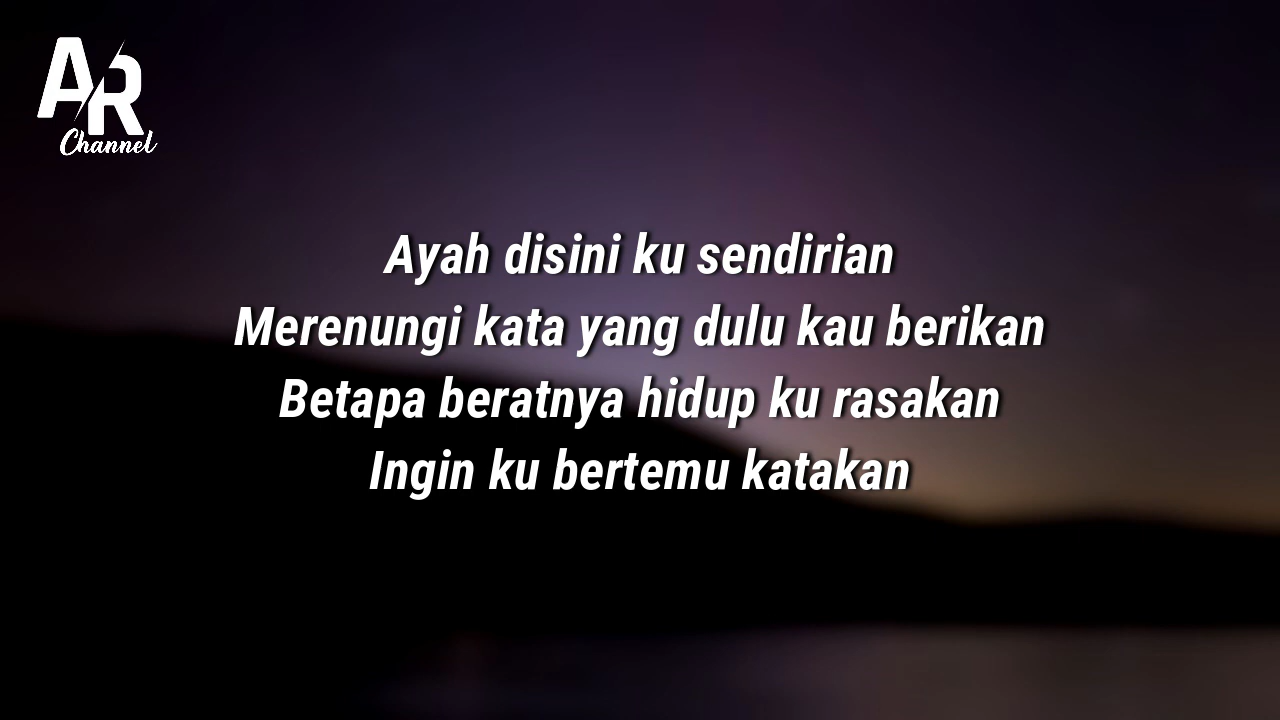 AR
Channel
Ayah disini ku sendirian
Merenungi kata yang dulu kau berikan
Betapa beratnya hidup ku rasakan
Ingin ku bertemu katakan